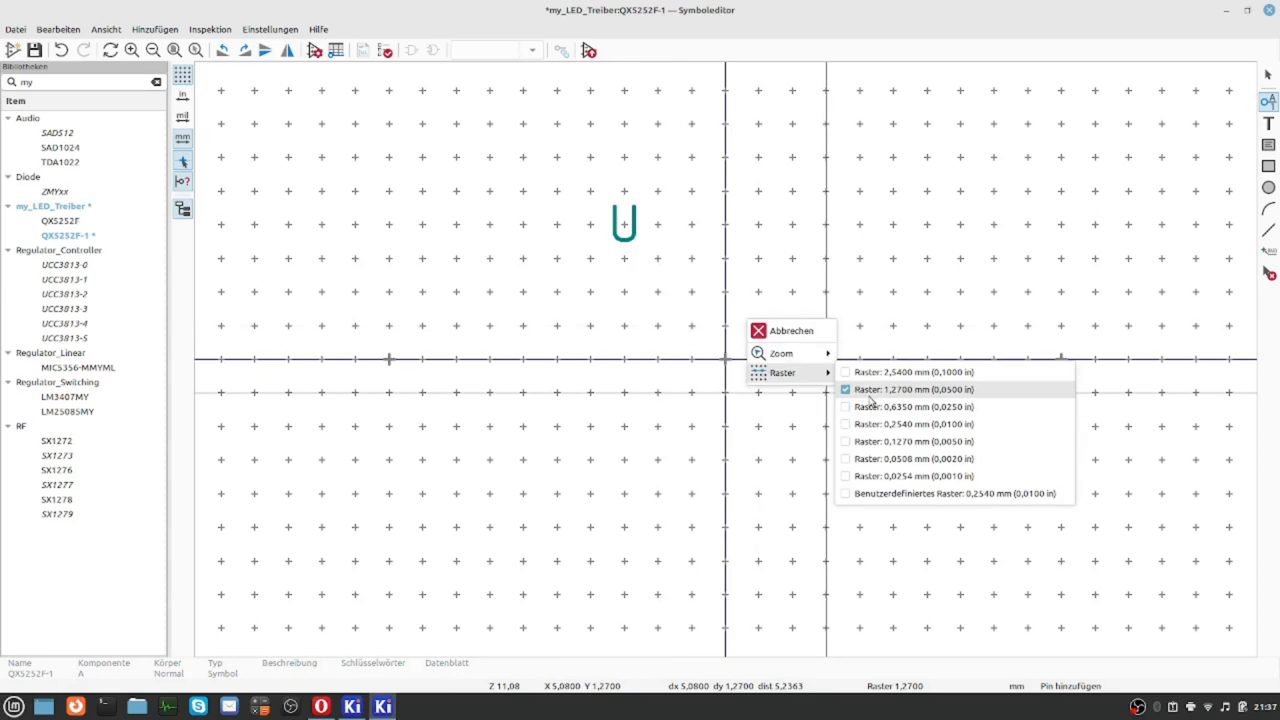 *my_LED_Treiber:QX5252F-1 — Symboleditor
Datei Bearbeiten Ansicht Hinzufügen Inspektion Einstellungen Hilfe
Bibliotheken
my
Item
Audio
SAD512
SAD1024
TDA1022
Diode
ZMYxx
my_LED_Treiber *
QX5252F
QX5252F-1 *
Regulator_Controller
UCC3813-0
UCC3813-1
UCC3813-2
UCC3813-3
UCC3813-4
UCC3813-5
Regulator_Linear
MIC5356-MMYML
Regulator_Switching
LM3407MY
LM25085MY
RF
SX1272
SX1273
SX1276
SX1277
SX1278
SX1279
in
mil
mm
U
Abbrechen
Zoom
Raster
Raster: 2,5400 mm (0,1000 in)
Raster: 1,2700 mm (0,0500 in)
Raster: 0,6350 mm (0,0250 in)
Raster: 0,2540 mm (0,0100 in)
Raster: 0,1270 mm (0,0050 in)
Raster: 0,0508 mm (0,0020 in)
Raster: 0,0254 mm (0,0010 in)
Benutzerdefiniertes Raster: 0,2540 mm (0,0100 in)
A
T
Name Komponente Körper Typ Beschreibung Schlüsselwörter Datenblatt
QX5252F-1 A Normal Symbol
Z 11,08 X 5,0800 Y 1,2700 dx 5,0800 dy 1,2700 dist 5,2363 Raster 1,2700 mm Pin hinzufügen
Ki Ki 21:37